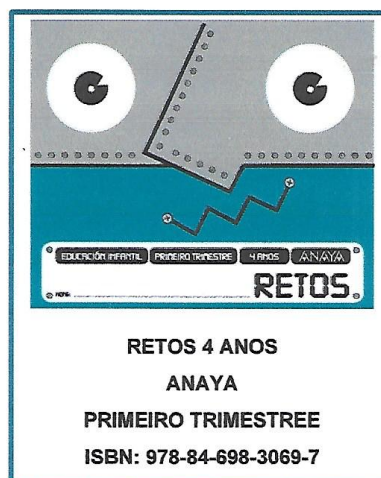 EDUCACIÓN INFANTIL PRIMEIRO TRIMESTRE 4 ANOS ANAYA
RETOS
NOME:
RETOS 4 ANOS
ANAYA
PRIMEIRO TRIMESTREE
ISBN: 978-84-698-3069-7